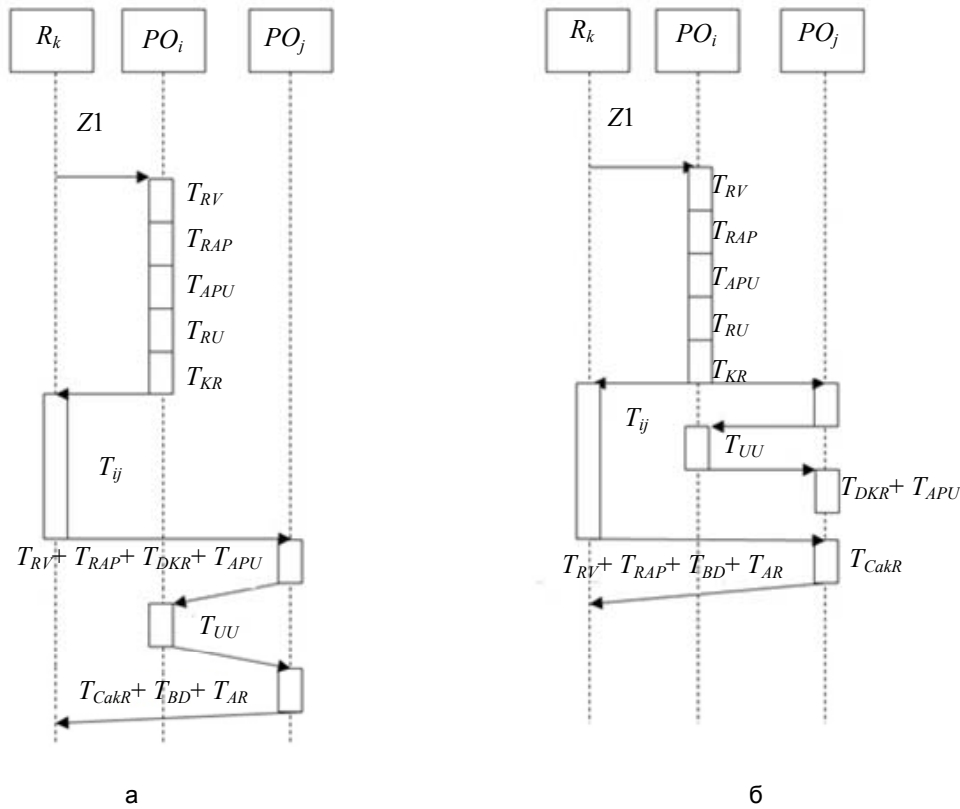 R_k PO_i PO_j
Z1
T_RV
T_RAP
T_APU
T_RU
T_KR
T_ij
T_RV+ T_RAP+ T_DKR+ T_APU
T_UU
T_CakR+ T_BD+ T_AR
а
R_k PO_i PO_j
Z1
T_RV
T_RAP
T_APU
T_RU
T_KR
T_ij
T_UU
T_DKR+ T_APU
T_RV+ T_RAP+ T_BD+ T_AR
T_CakR
б